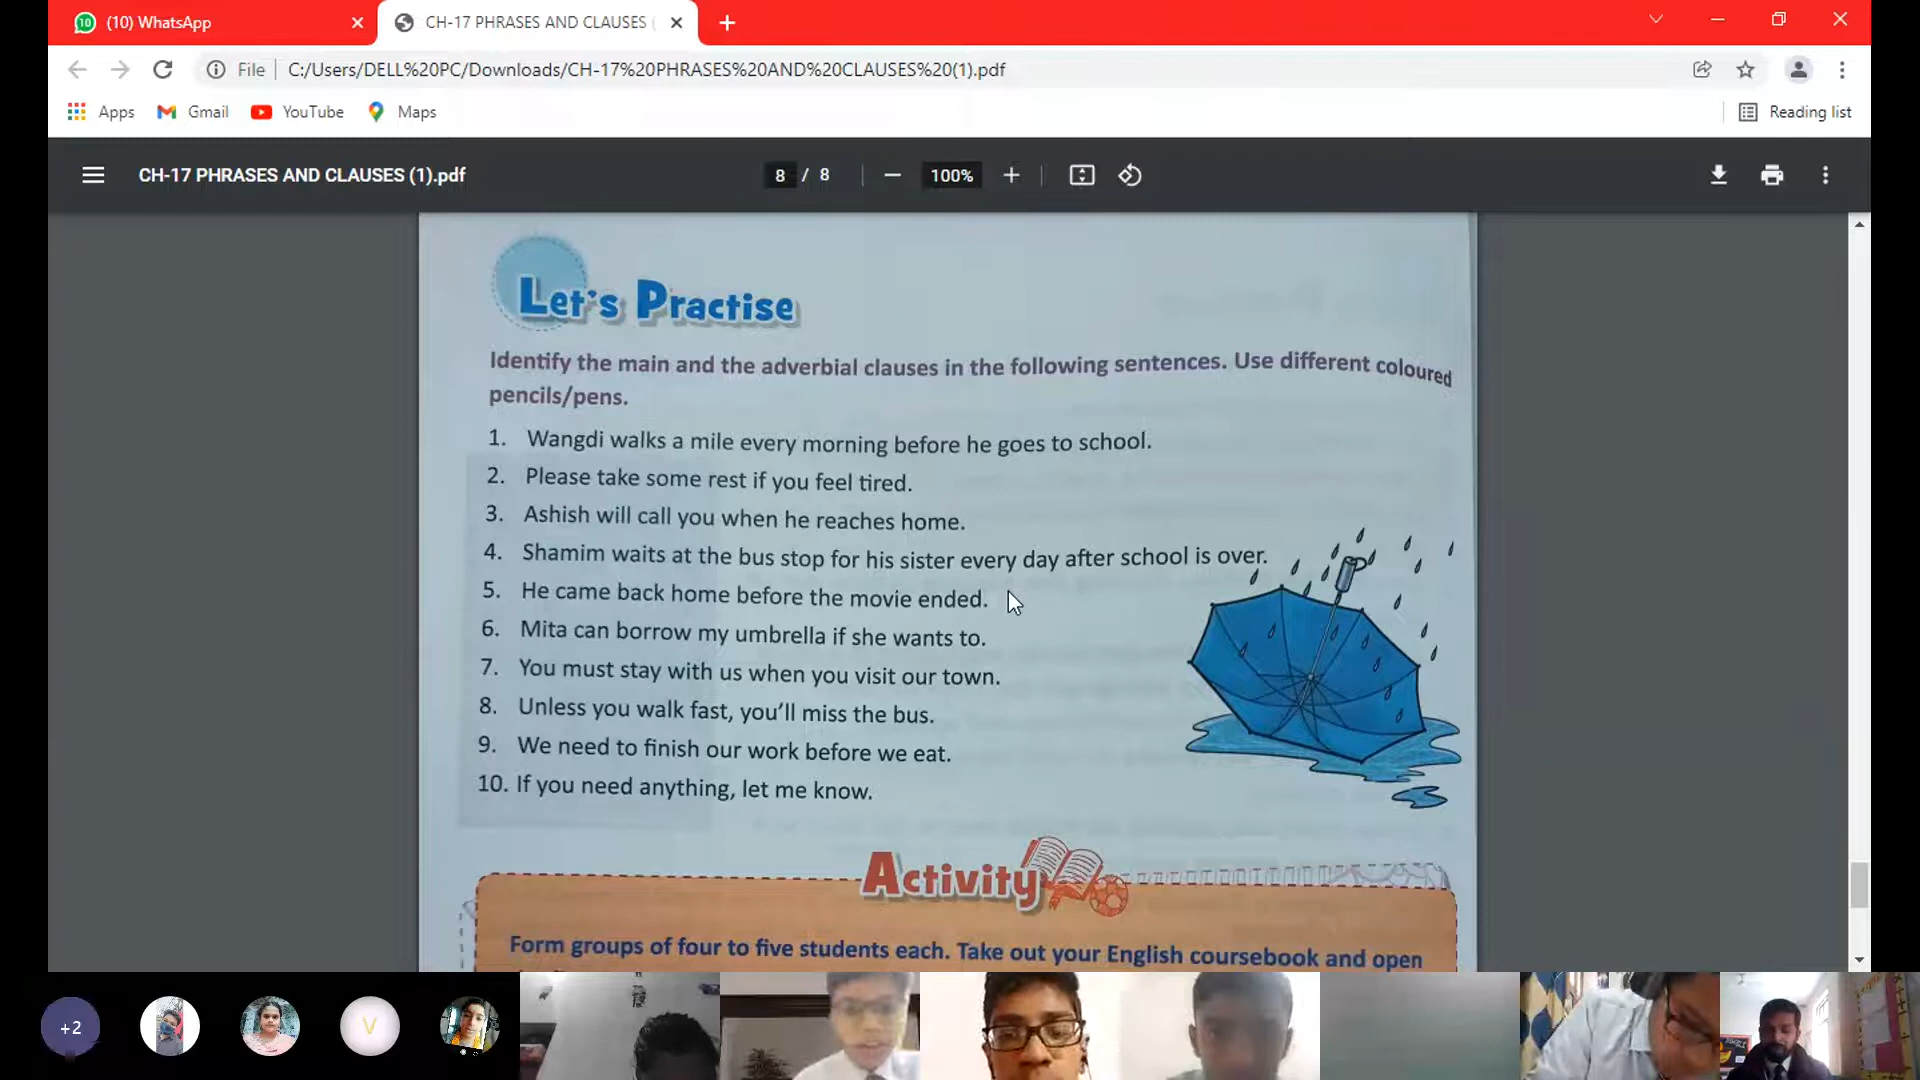 (10) WhatsApp
CH-17 PHRASES AND CLAUSES (
File C:/Users/DELL%20PC/Downloads/CH-17%20PHRASES%20AND%20CLAUSES%20(1).pdf
Apps Gmail YouTube Maps Reading list
CH-17 PHRASES AND CLAUSES (1).pdf 8 / 8 100%
Let's Practise
Identify the main and the adverbial clauses in the following sentences. Use different coloured
pencils/pens.
1. Wangdi walks a mile every morning before he goes to school.
2. Please take some rest if you feel tired.
3. Ashish will call you when he reaches home.
4. Shamim waits at the bus stop for his sister every day after school is over.
5. He came back home before the movie ended.
6. Mita can borrow my umbrella if she wants to.
7. You must stay with us when you visit our town.
8. Unless you walk fast, you'll miss the bus.
9. We need to finish our work before we eat.
10. If you need anything, let me know.
Activity
Form groups of four to five students each. Take out your English coursebook and open
+2 V